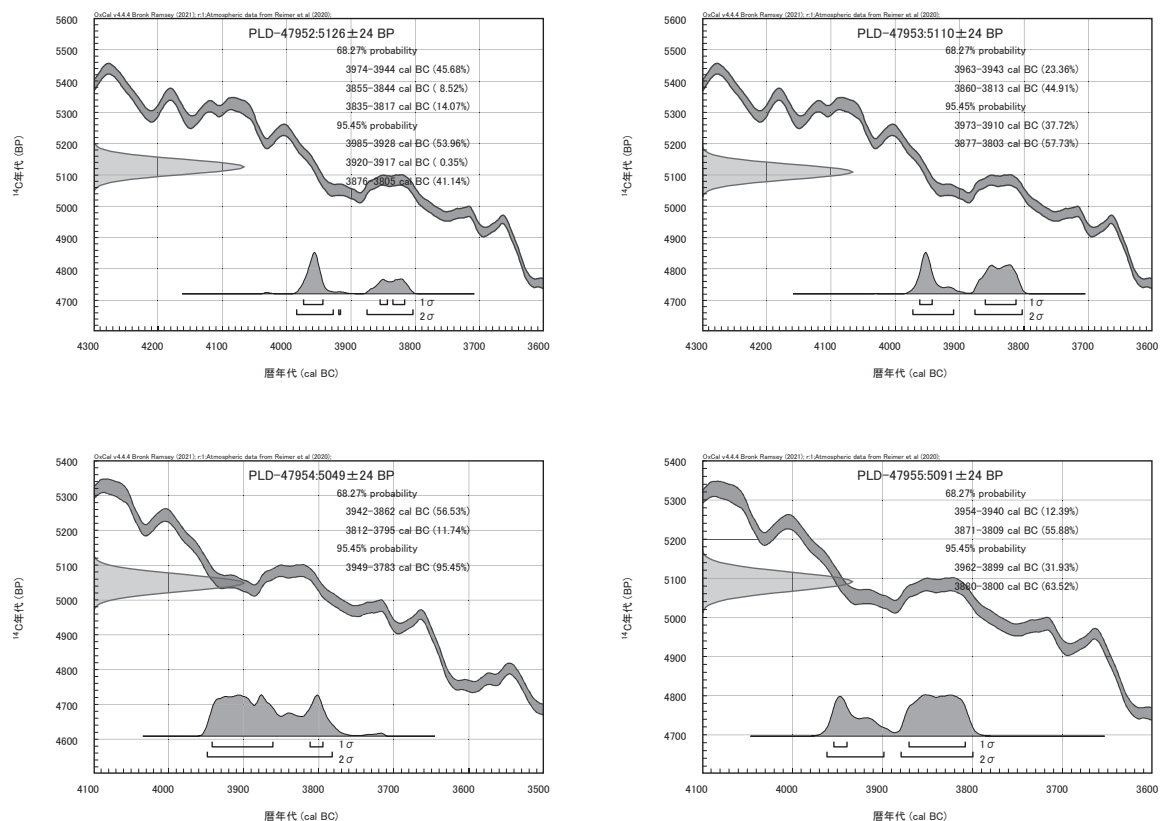 OxCal v4.4.4 Bronk Ramsey (2021); r:1;Atmospheric data from Reimer et al (2020);
PLD-47952:5126±24 BP
68.27% probability
3974-3944 cal BC (45.68%)
3855-3844 cal BC ( 8.52%)
3835-3817 cal BC (14.07%)
95.45% probability
3985-3928 cal BC (53.96%)
3920-3917 cal BC ( 0.35%)
3876-3805 cal BC (41.14%)
5600
5500
5400
5300
5200
5100
5000
4900
4800
4700
¹⁴C年代 (BP)
1σ
2σ
4300 4200 4100 4000 3900 3800 3700 3600
暦年代 (cal BC)
OxCal v4.4.4 Bronk Ramsey (2021); r:1;Atmospheric data from Reimer et al (2020);
PLD-47953:5110±24 BP
68.27% probability
3963-3943 cal BC (23.36%)
3860-3813 cal BC (44.91%)
95.45% probability
3973-3910 cal BC (37.72%)
3877-3803 cal BC (57.73%)
5600
5500
5400
5300
5200
5100
5000
4900
4800
4700
¹⁴C年代 (BP)
1σ
2σ
4300 4200 4100 4000 3900 3800 3700 3600
暦年代 (cal BC)
OxCal v4.4.4 Bronk Ramsey (2021); r:1;Atmospheric data from Reimer et al (2020);
PLD-47954:5049±24 BP
68.27% probability
3942-3862 cal BC (56.53%)
3812-3795 cal BC (11.74%)
95.45% probability
3949-3783 cal BC (95.45%)
5400
5300
5200
5100
5000
4900
4800
4700
4600
¹⁴C年代 (BP)
1σ
2σ
4100 4000 3900 3800 3700 3600 3500
暦年代 (cal BC)
OxCal v4.4.4 Bronk Ramsey (2021); r:1;Atmospheric data from Reimer et al (2020);
PLD-47955:5091±24 BP
68.27% probability
3954-3940 cal BC (12.39%)
3871-3809 cal BC (55.88%)
95.45% probability
3962-3899 cal BC (31.93%)
3880-3800 cal BC (63.52%)
5400
5300
5200
5100
5000
4900
4800
4700
¹⁴C年代 (BP)
1σ
2σ
4100 4000 3900 3800 3700 3600
暦年代 (cal BC)